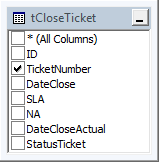 tCloseTicket
* (All Columns)
ID
TicketNumber
DateClose
SLA
NA
DateCloseActual
StatusTicket